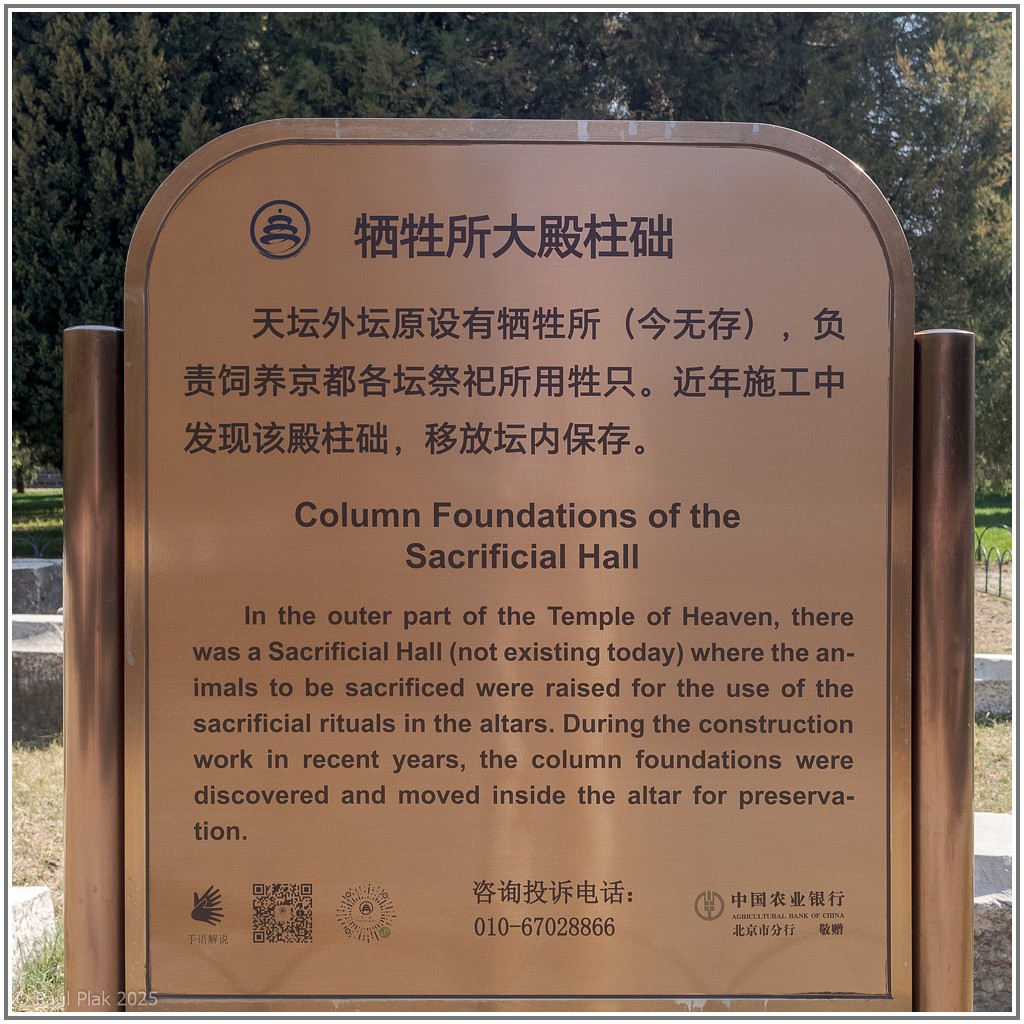 牺牲所大殿柱础
天坛外坛原设有牺牲所（今无存），负
责饲养京都各坛祭祀所用牲只。近年施工中
发现该殿柱础，移放坛内保存。
Column Foundations of the
Sacrificial Hall
In the outer part of the Temple of Heaven, there
was a Sacrificial Hall (not existing today) where the an-
imals to be sacrificed were raised for the use of the
sacrificial rituals in the altars. During the construction
work in recent years, the column foundations were
discovered and moved inside the altar for preserva-
tion.
手语解说
咨询投诉电话：
010-67028866
中国农业银行
AGRICULTURAL BANK OF CHINA
北京市分行 敬赠
© Paul Plak 2025